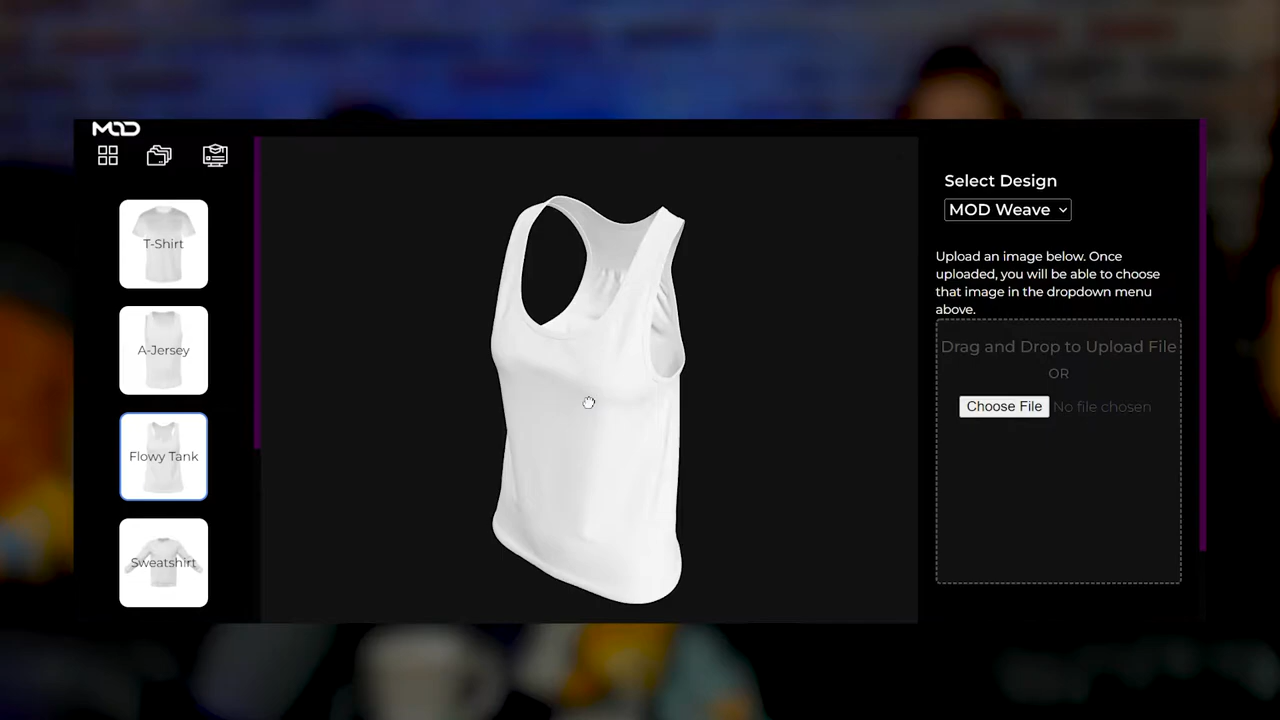 MOD
T-Shirt
A-Jersey
Flowy Tank
Sweatshirt
Select Design
MOD Weave
Upload an image below. Once
uploaded, you will be able to choose
that image in the dropdown menu
above.
Drag and Drop to Upload File
OR
Choose File No file chosen